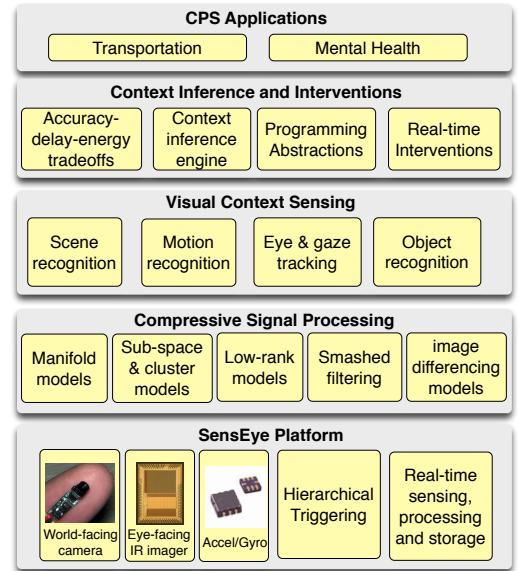 CPS Applications
Transportation
Mental Health
Context Inference and Interventions
Accuracy-
delay-energy
tradeoffs
Context
inference
engine
Programming
Abstractions
Real-time
Interventions
Visual Context Sensing
Scene
recognition
Motion
recognition
Eye & gaze
tracking
Object
recognition
Compressive Signal Processing
Manifold
models
Sub-space
& cluster
models
Low-rank
models
Smashed
filtering
image
differencing
models
SensEye Platform
World-facing
camera
Eye-facing
IR imager
Accel/Gyro
Hierarchical
Triggering
Real-time
sensing,
processing
and storage